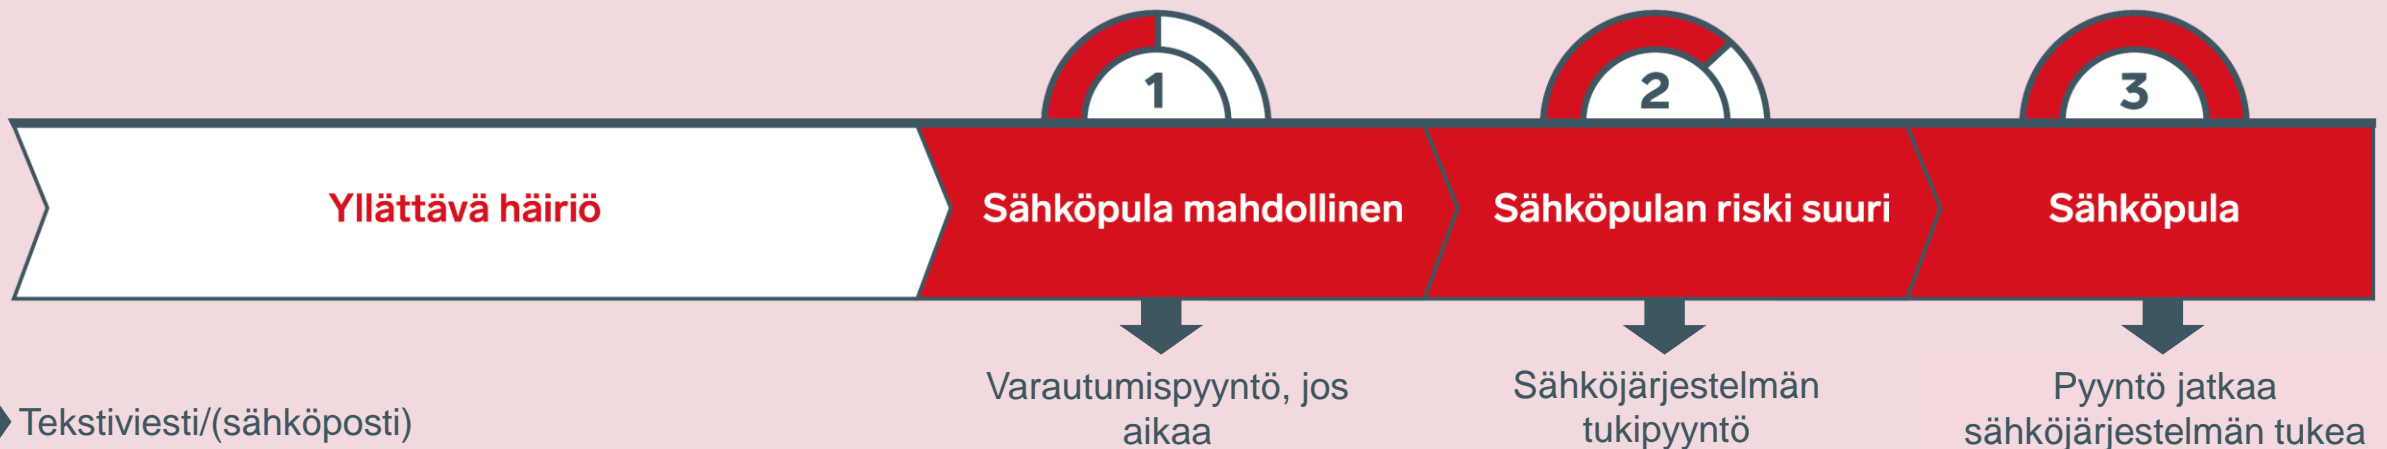 1
2
3
Yllättävä häiriö
Sähköpula mahdollinen
Sähköpulan riski suuri
Sähköpula
Tekstiviesti/(sähköposti)
Varautumispyyntö, jos
aikaa
Sähköjärjestelmän
tukipyyntö
Pyyntö jatkaa
sähköjärjestelmän tukea